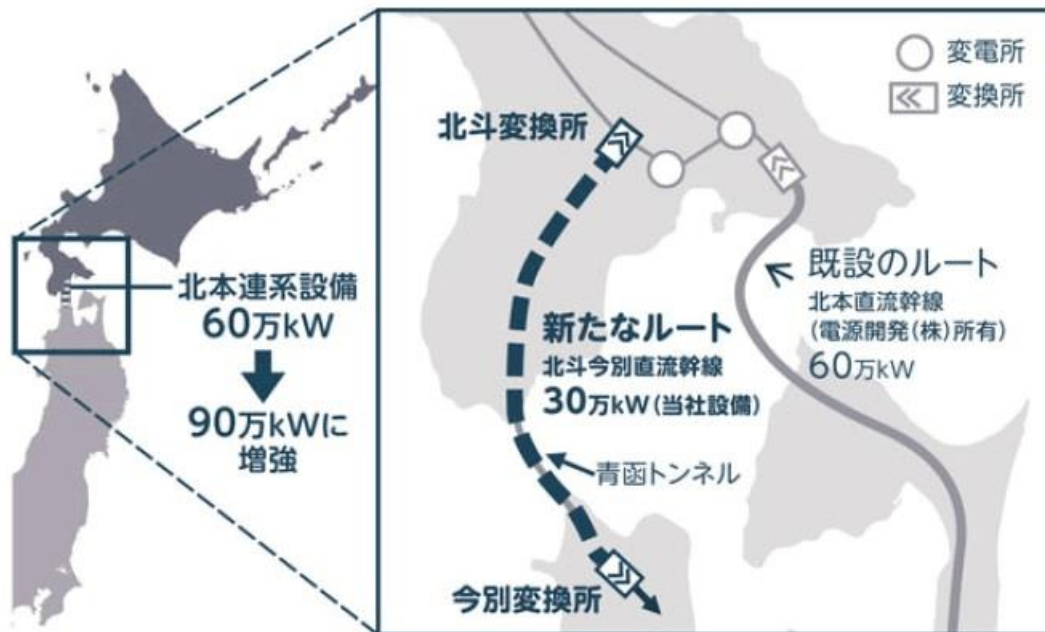 北本連系設備
60万kW
90万kWに
増強
変電所
変換所
北斗変換所
既設のルート
北本直流幹線
(電源開発(株)所有)
60万kW
新たなルート
北斗今別直流幹線
30万kW(当社設備)
青函トンネル
今別変換所